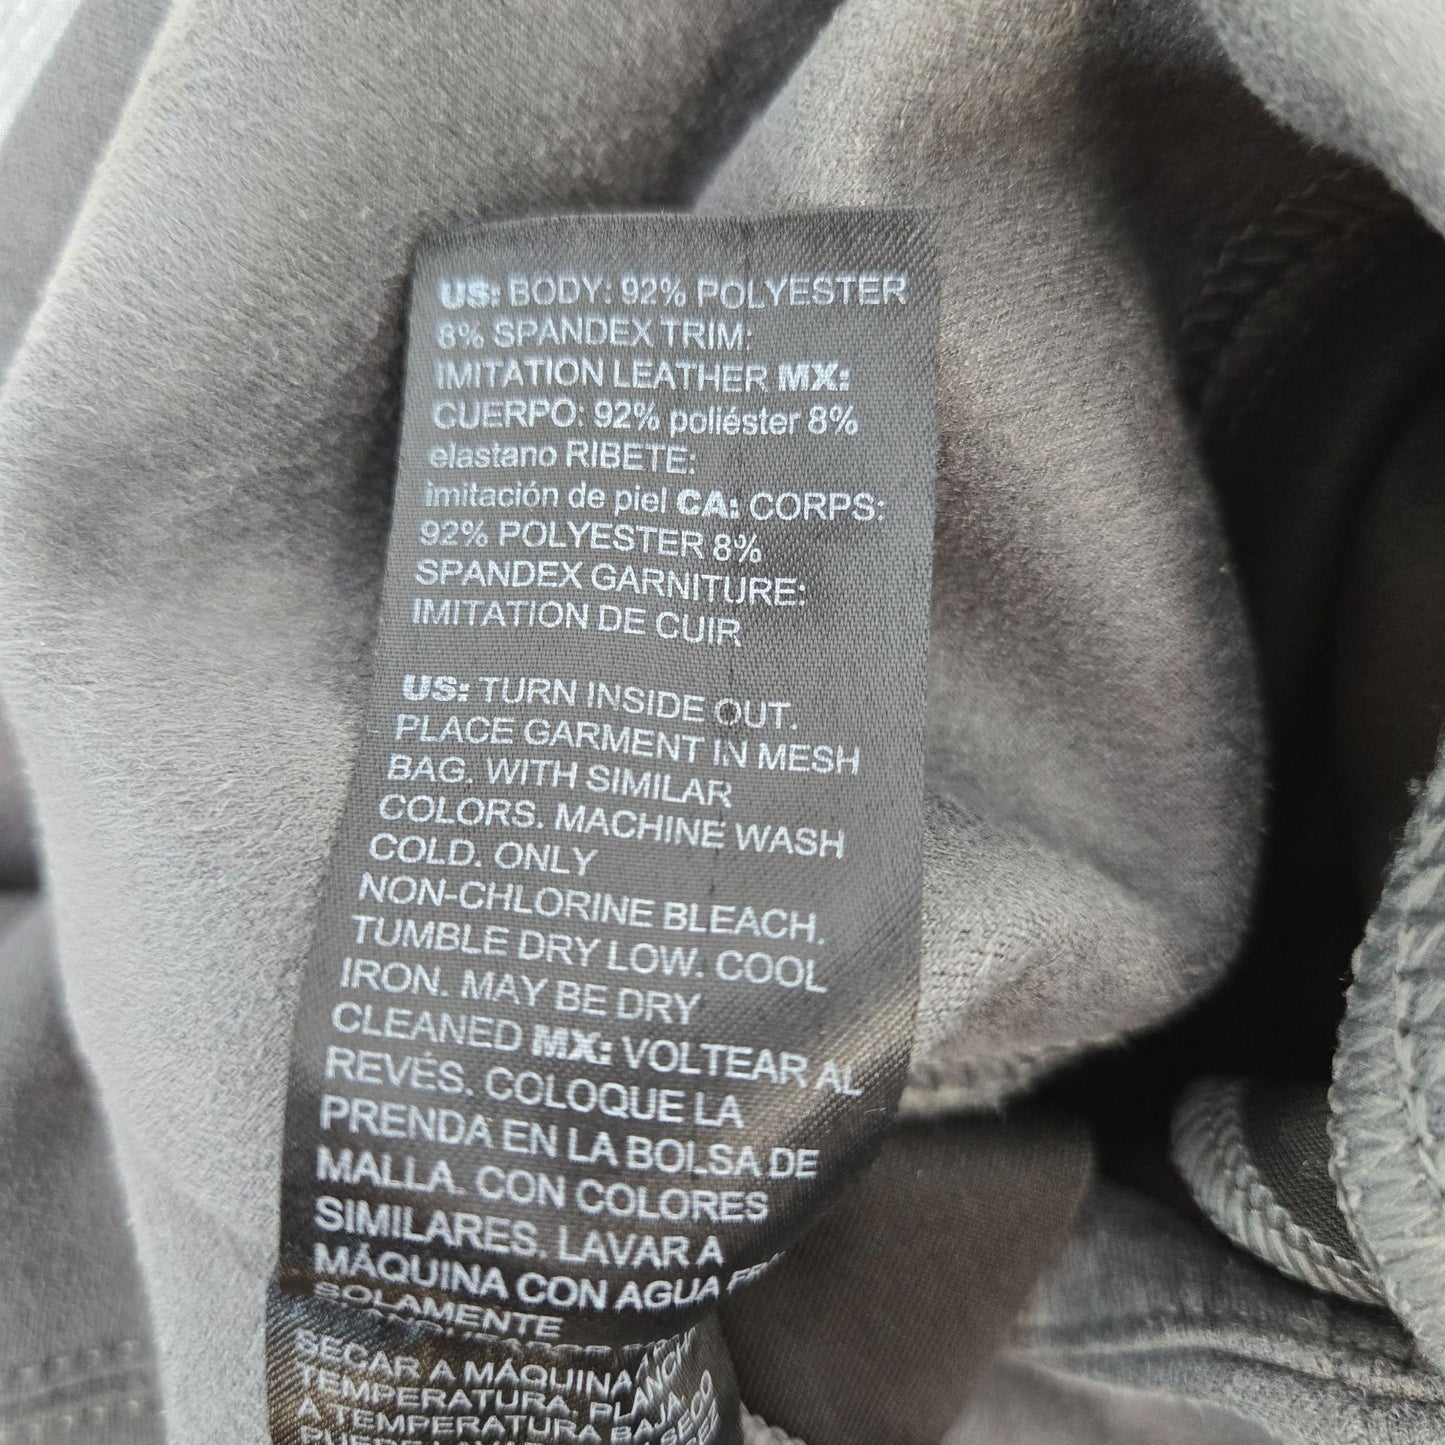 US: BODY: 92% POLYESTER
8% SPANDEX TRIM:
IMITATION LEATHER MX:
CUERPO: 92% poliéster 8%
elastano RIBETE:
imitación de piel CA: CORPS:
92% POLYESTER 8%
SPANDEX GARNITURE:
IMITATION DE CUIR
US: TURN INSIDE OUT.
PLACE GARMENT IN MESH
BAG. WITH SIMILAR
COLORS. MACHINE WASH
COLD. ONLY
NON-CHLORINE BLEACH.
TUMBLE DRY LOW. COOL
IRON. MAY BE DRY
CLEANED MX: VOLTEAR AL
REVÉS. COLOQUE LA
PRENDA EN LA BOLSA DE
MALLA. CON COLORES
SIMILARES. LAVAR A
MÁQUINA CON AGUA
SOLAMENTE
SECAR A MÁQUINA A
TEMPERATURA
A TEMPERATURA BAJA
SECO